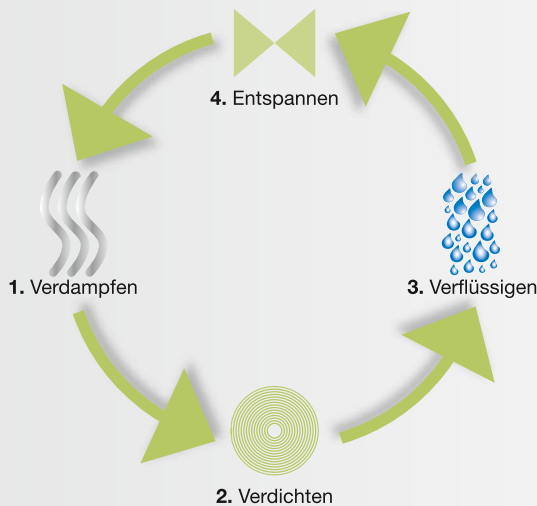 4. Entspannen
1. Verdampfen
3. Verflüssigen
2. Verdichten